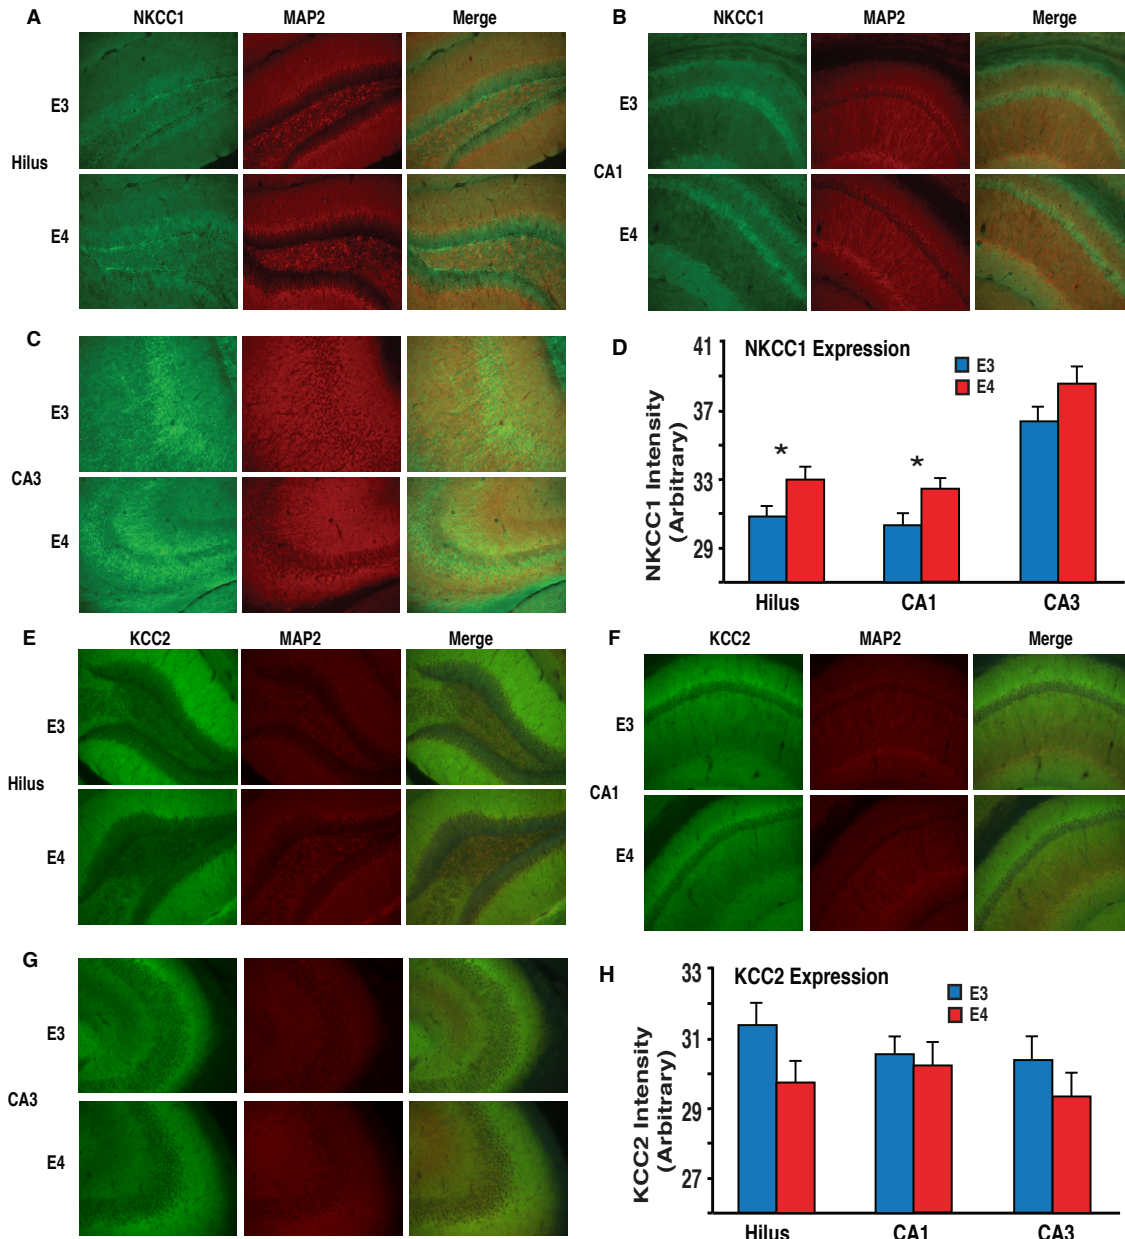 A NKCC1 MAP2 Merge
E3
Hilus
E4
B NKCC1 MAP2 Merge
E3
CA1
E4
C
E3
CA3
E4
D NKCC1 Expression
E3
E4
NKCC1 Intensity
(Arbitrary)
41
37
33
29
*
*
Hilus CA1 CA3
E KCC2 MAP2 Merge
E3
Hilus
E4
F KCC2 MAP2 Merge
E3
CA1
E4
G
E3
CA3
E4
H KCC2 Expression
E3
E4
KCC2 Intensity
(Arbitrary)
33
31
29
27
Hilus CA1 CA3